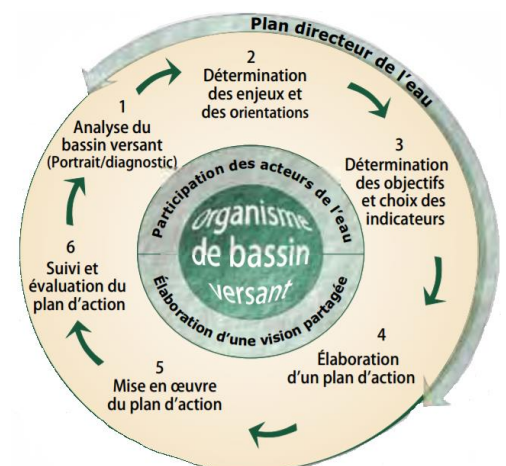 Plan directeur de l'eau
1
Analyse du
bassin versant
(Portrait/diagnostic)
2
Détermination
des enjeux et
des orientations
3
Détermination
des objectifs
et choix des
indicateurs
4
Élaboration
d'un plan d'action
5
Mise en œuvre
du plan d'action
6
Suivi et
évaluation du
plan d'action
Participation des acteurs de l'eau
organisme
de bassin
versant
Élaboration d'une vision partagée